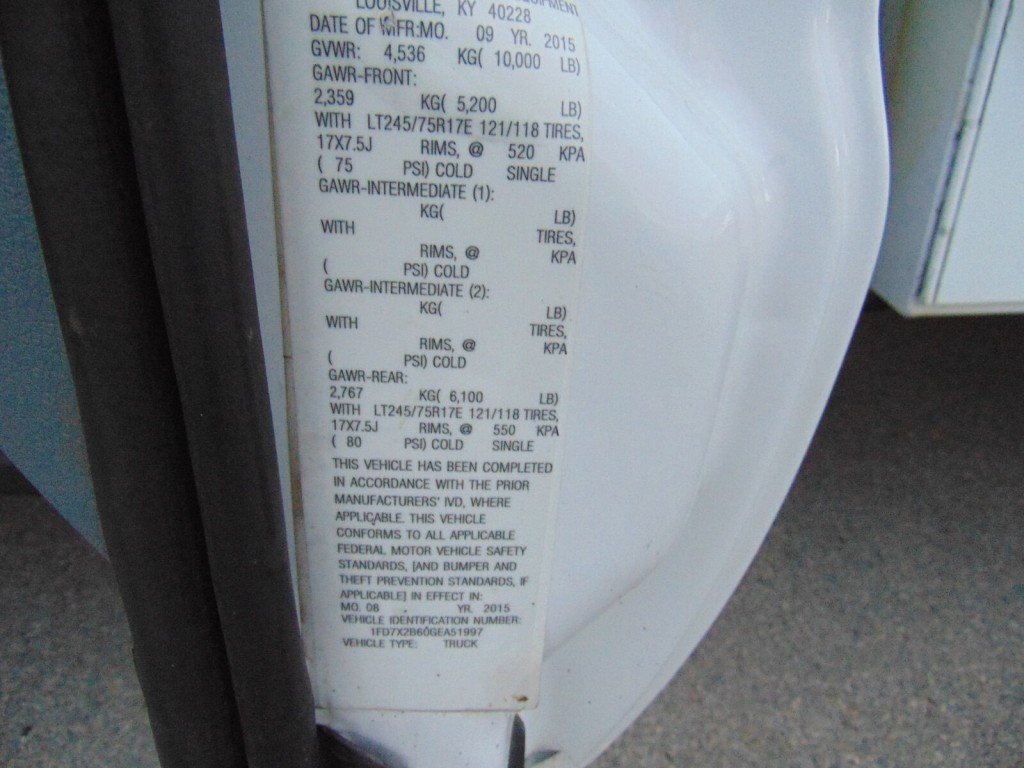 LOUISVILLE, KY 40228
DATE OF MFR:MO. 09 YR. 2015
GVWR: 4,536 KG( 10,000 LB)
GAWR-FRONT:
2,359 KG( 5,200 LB)
WITH LT245/75R17E 121/118 TIRES,
17X7.5J RIMS, @ 520 KPA
( 75 PSI) COLD SINGLE
GAWR-INTERMEDIATE (1):
KG( LB)
WITH TIRES,
RIMS, @ KPA
( PSI) COLD
GAWR-INTERMEDIATE (2):
KG( LB)
WITH TIRES,
RIMS, @ KPA
( PSI) COLD
GAWR-REAR:
2,767 KG( 6,100 LB)
WITH LT245/75R17E 121/118 TIRES,
17X7.5J RIMS, @ 550 KPA
( 80 PSI) COLD SINGLE
THIS VEHICLE HAS BEEN COMPLETED
IN ACCORDANCE WITH THE PRIOR
MANUFACTURERS' IVD, WHERE
APPLICABLE. THIS VEHICLE
CONFORMS TO ALL APPLICABLE
FEDERAL MOTOR VEHICLE SAFETY
STANDARDS, [AND BUMPER AND
THEFT PREVENTION STANDARDS, IF
APPLICABLE] IN EFFECT IN:
MO. 08 YR. 2015
VEHICLE IDENTIFICATION NUMBER:
1FD7X2B60GEA51997
VEHICLE TYPE: TRUCK